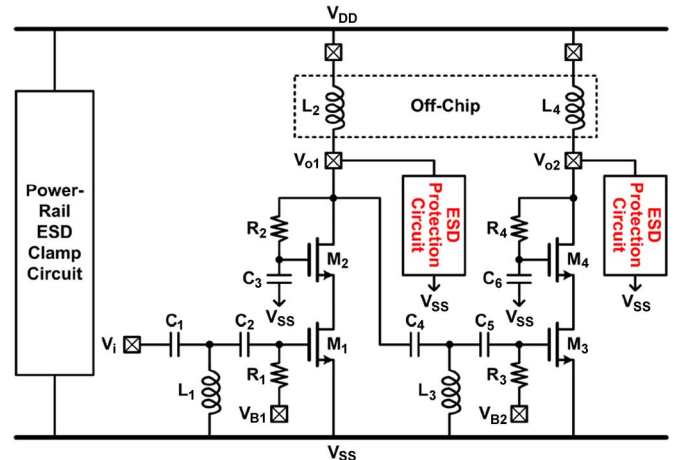 VDD
L2
Off-Chip
L4
Vo1
Vo2
Power-
Rail
ESD
Clamp
Circuit
ESD
Protection
Circuit
ESD
Protection
Circuit
R2
R4
M2
M4
C3
C6
VSS
VSS
VSS
VSS
Vi
C1
C2
M1
C4
C5
M3
L1
R1
L3
R3
VB1
VB2
VSS